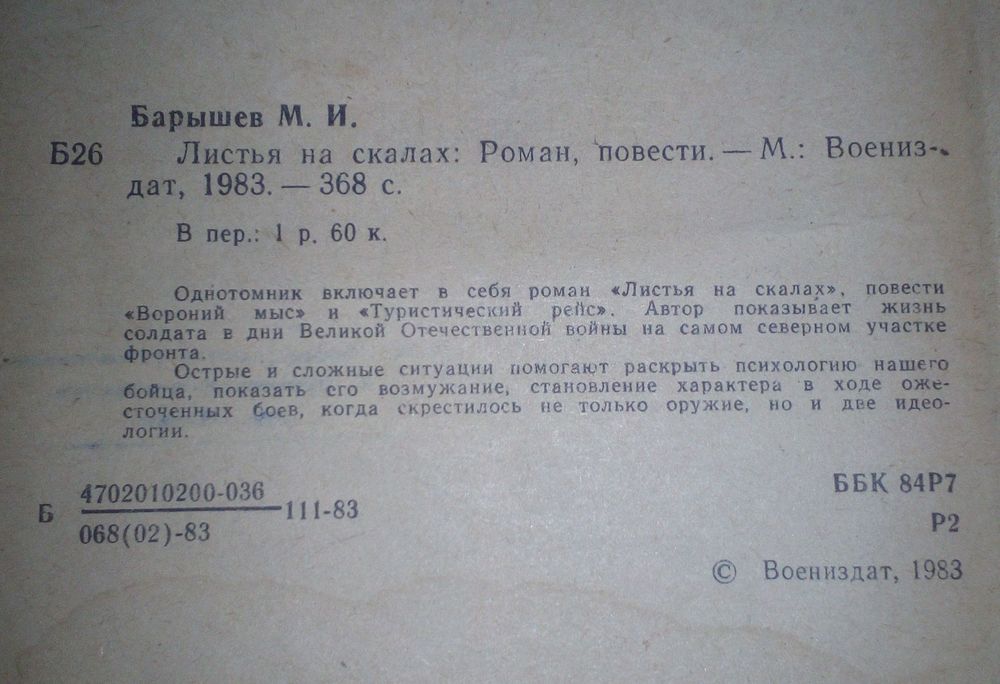 Барышев М. И.
Б26 Листья на скалах: Роман, повести. — М.: Воениз-
дат, 1983. — 368 с.
В пер.: 1 р. 60 к.
Однотомник включает в себя роман «Листья на скалах», повести
«Вороний мыс» и «Туристический рейс». Автор показывает жизнь
солдата в дни Великой Отечественной войны на самом северном участке
фронта.
Острые и сложные ситуации помогают раскрыть психологию нашего
бойца, показать его возмужание, становление характера в ходе оже-
сточенных боев, когда скрестилось не только оружие, но и две идео-
логии.
Б 4702010200-036
068(02)-83 111-83
ББК 84Р7
Р2
© Воениздат, 1983